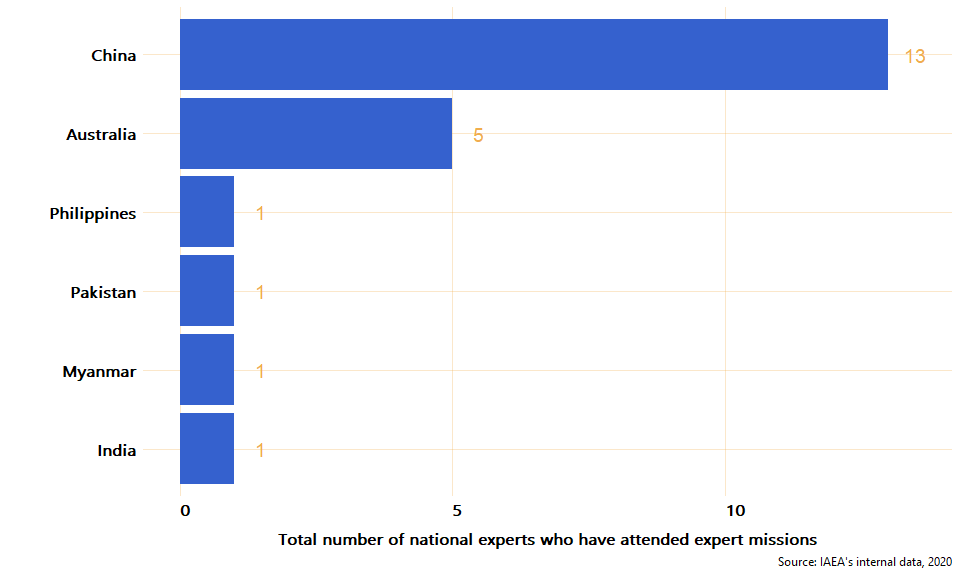 China 13
Australia 5
Philippines 1
Pakistan 1
Myanmar 1
India 1
0 5 10
Total number of national experts who have attended expert missions
Source: IAEA's internal data, 2020